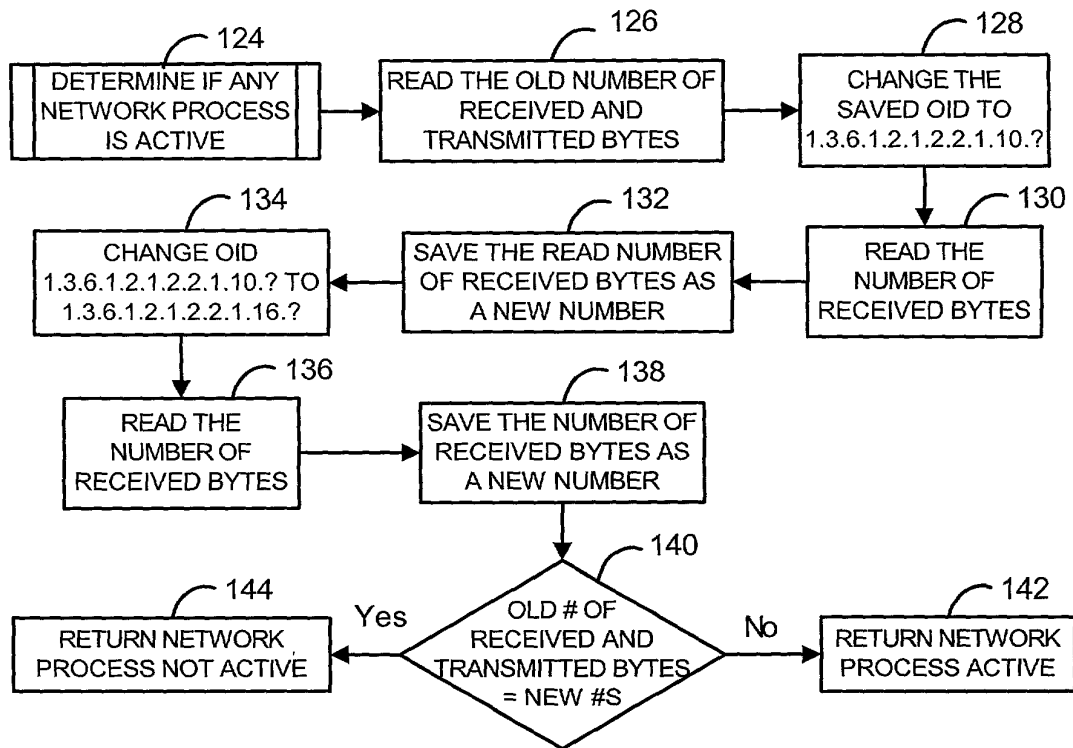 124
DETERMINE IF ANY
NETWORK PROCESS
IS ACTIVE
126
READ THE OLD NUMBER OF
RECEIVED AND
TRANSMITTED BYTES
128
CHANGE THE
SAVED OID TO
1.3.6.1.2.1.2.2.1.10.?
130
READ THE
NUMBER OF
RECEIVED BYTES
132
SAVE THE READ NUMBER
OF RECEIVED BYTES AS
A NEW NUMBER
134
CHANGE OID
1.3.6.1.2.1.2.2.1.10.? TO
1.3.6.1.2.1.2.2.1.16.?
136
READ THE
NUMBER OF
RECEIVED BYTES
138
SAVE THE NUMBER OF
RECEIVED BYTES AS
A NEW NUMBER
140
OLD # OF
RECEIVED AND
TRANSMITTED BYTES
= NEW #S
Yes
144
RETURN NETWORK
PROCESS NOT ACTIVE
No
142
RETURN NETWORK
PROCESS ACTIVE